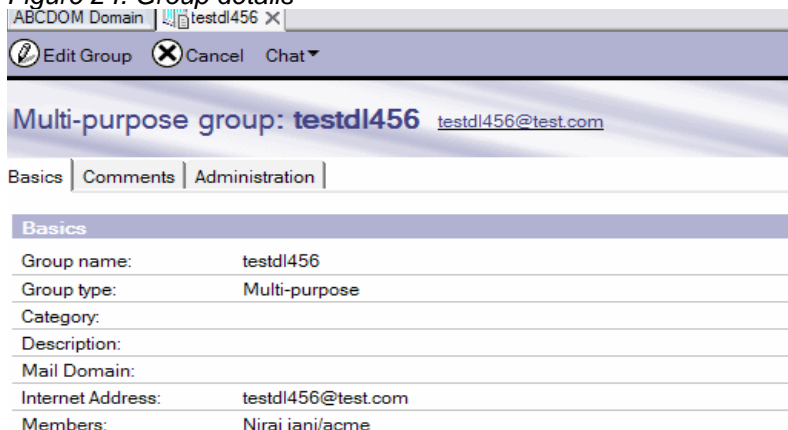 Figure 24: Group details
ABCDOM Domain testdl456
Edit Group Cancel Chat
Multi-purpose group: testdl456 testdl456@test.com
Basics Comments Administration
Basics
Group name: testdl456
Group type: Multi-purpose
Category:
Description:
Mail Domain:
Internet Address: testdl456@test.com
Members: Niraj jani/acme